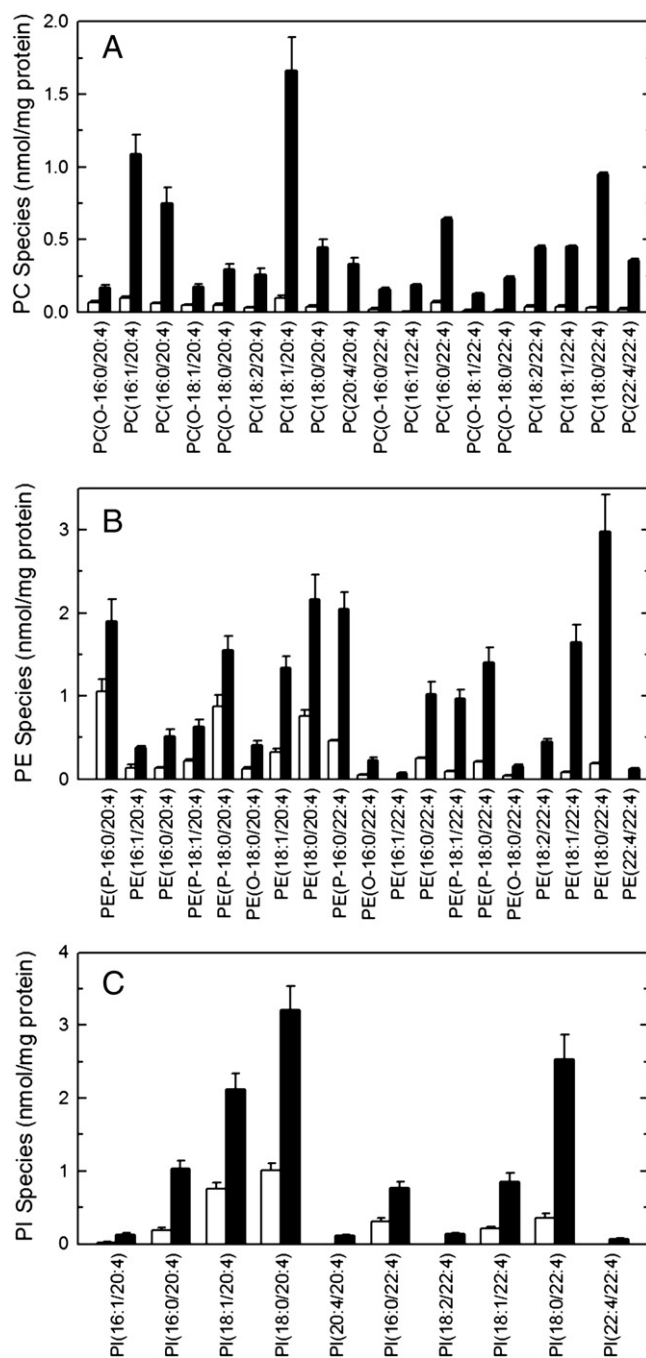 A
PC Species (nmol/mg protein)
2.0
1.5
1.0
0.5
0.0
PC(O-16:0/20:4)
PC(16:1/20:4)
PC(16:0/20:4)
PC(O-18:1/20:4)
PC(O-18:0/20:4)
PC(18:2/20:4)
PC(18:1/20:4)
PC(18:0/20:4)
PC(20:4/20:4)
PC(O-16:0/22:4)
PC(16:1/22:4)
PC(16:0/22:4)
PC(O-18:1/22:4)
PC(O-18:0/22:4)
PC(18:2/22:4)
PC(18:1/22:4)
PC(18:0/22:4)
PC(22:4/22:4)
B
PE Species (nmol/mg protein)
3
2
1
0
PE(P-16:0/20:4)
PE(16:1/20:4)
PE(16:0/20:4)
PE(P-18:1/20:4)
PE(P-18:0/20:4)
PE(O-18:0/20:4)
PE(18:1/20:4)
PE(18:0/20:4)
PE(P-16:0/22:4)
PE(O-16:0/22:4)
PE(16:1/22:4)
PE(16:0/22:4)
PE(P-18:1/22:4)
PE(P-18:0/22:4)
PE(O-18:0/22:4)
PE(18:2/22:4)
PE(18:1/22:4)
PE(18:0/22:4)
PE(22:4/22:4)
C
PI Species (nmol/mg protein)
4
3
2
1
0
PI(16:1/20:4)
PI(16:0/20:4)
PI(18:1/20:4)
PI(18:0/20:4)
PI(20:4/20:4)
PI(16:0/22:4)
PI(18:2/22:4)
PI(18:1/22:4)
PI(18:0/22:4)
PI(22:4/22:4)